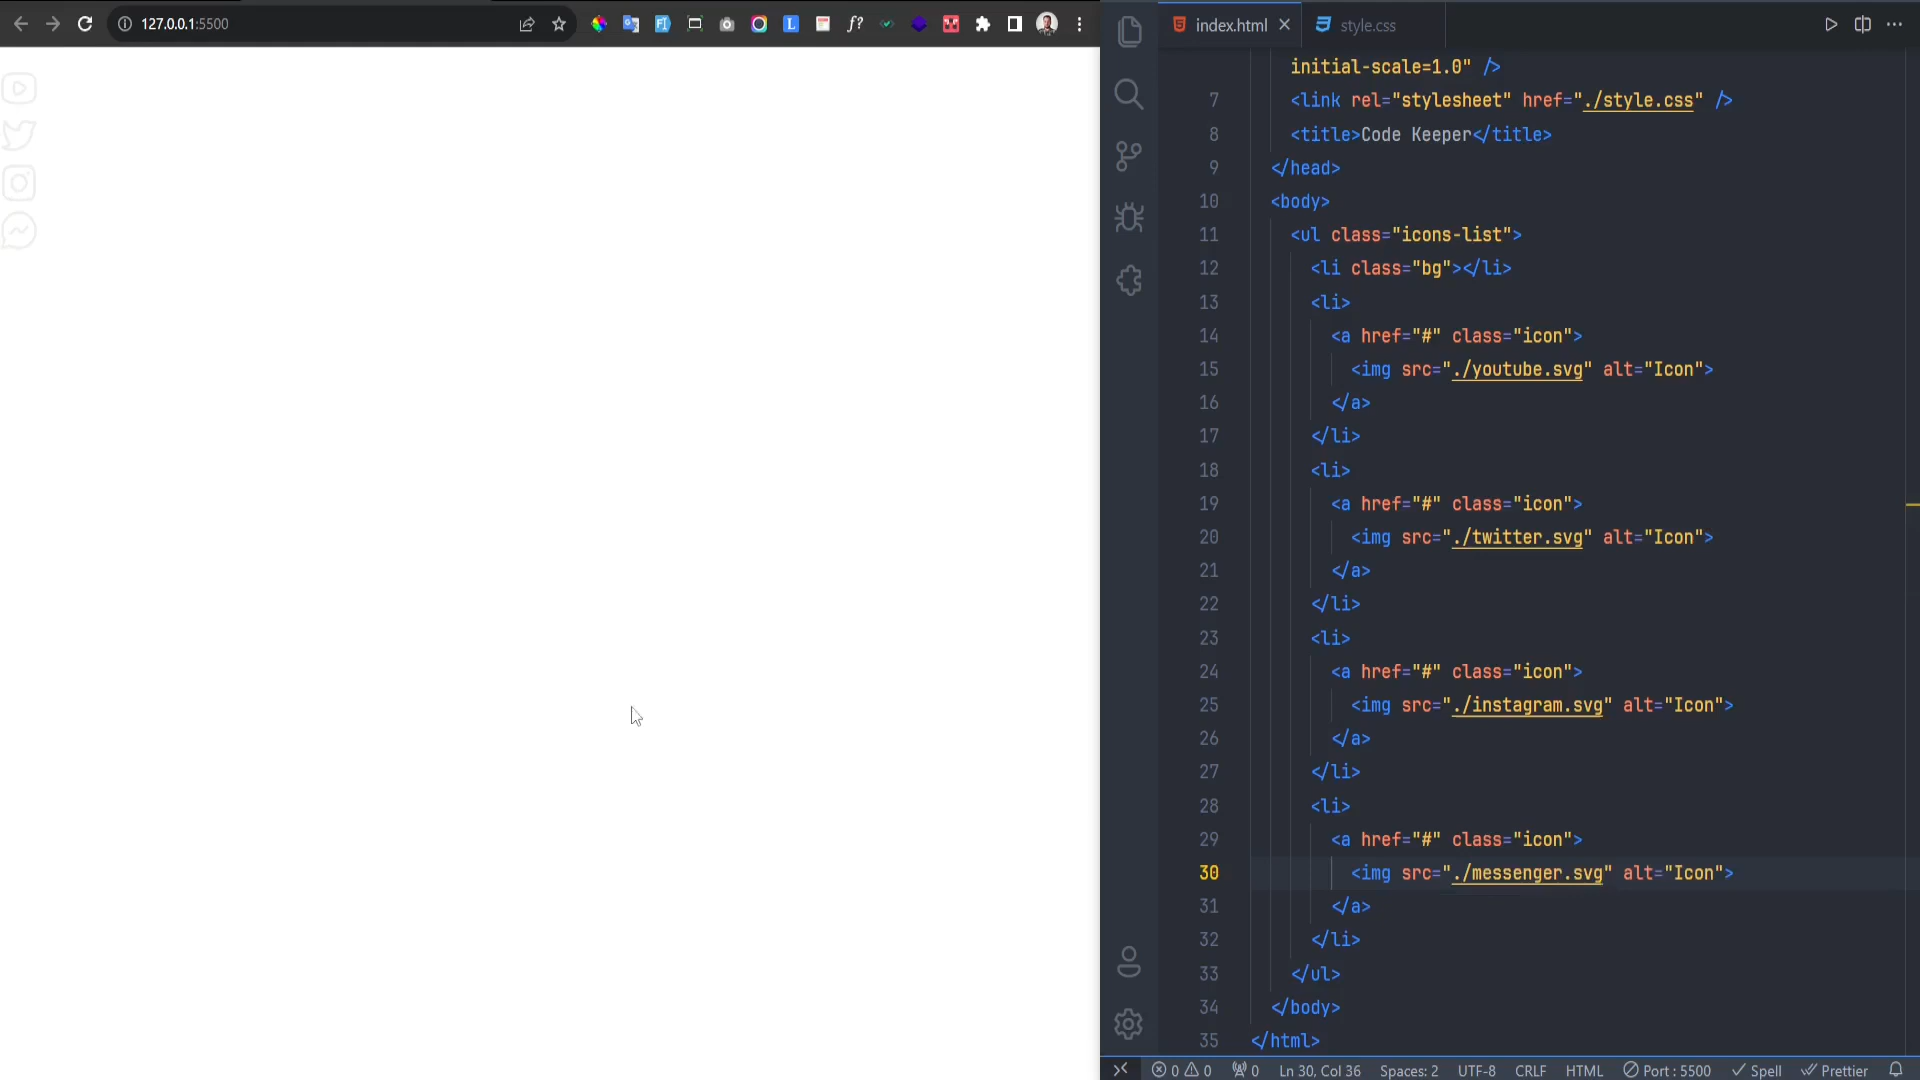 127.0.0.1:5500
index.html
style.css
initial-scale=1.0" />
7 <link rel="stylesheet" href="./style.css" />
8 <title>Code Keeper</title>
9 </head>
10 <body>
11 <ul class="icons-list">
12 <li class="bg"></li>
13 <li>
14 <a href="#" class="icon">
15 <img src="./youtube.svg" alt="Icon">
16 </a>
17 </li>
18 <li>
19 <a href="#" class="icon">
20 <img src="./twitter.svg" alt="Icon">
21 </a>
22 </li>
23 <li>
24 <a href="#" class="icon">
25 <img src="./instagram.svg" alt="Icon">
26 </a>
27 </li>
28 <li>
29 <a href="#" class="icon">
30 <img src="./messenger.svg" alt="Icon">
31 </a>
32 </li>
33 </ul>
34 </body>
35 </html>
0 0 0 Ln 30, Col 36 Spaces: 2 UTF-8 CRLF HTML Port : 5500 Spell Prettier